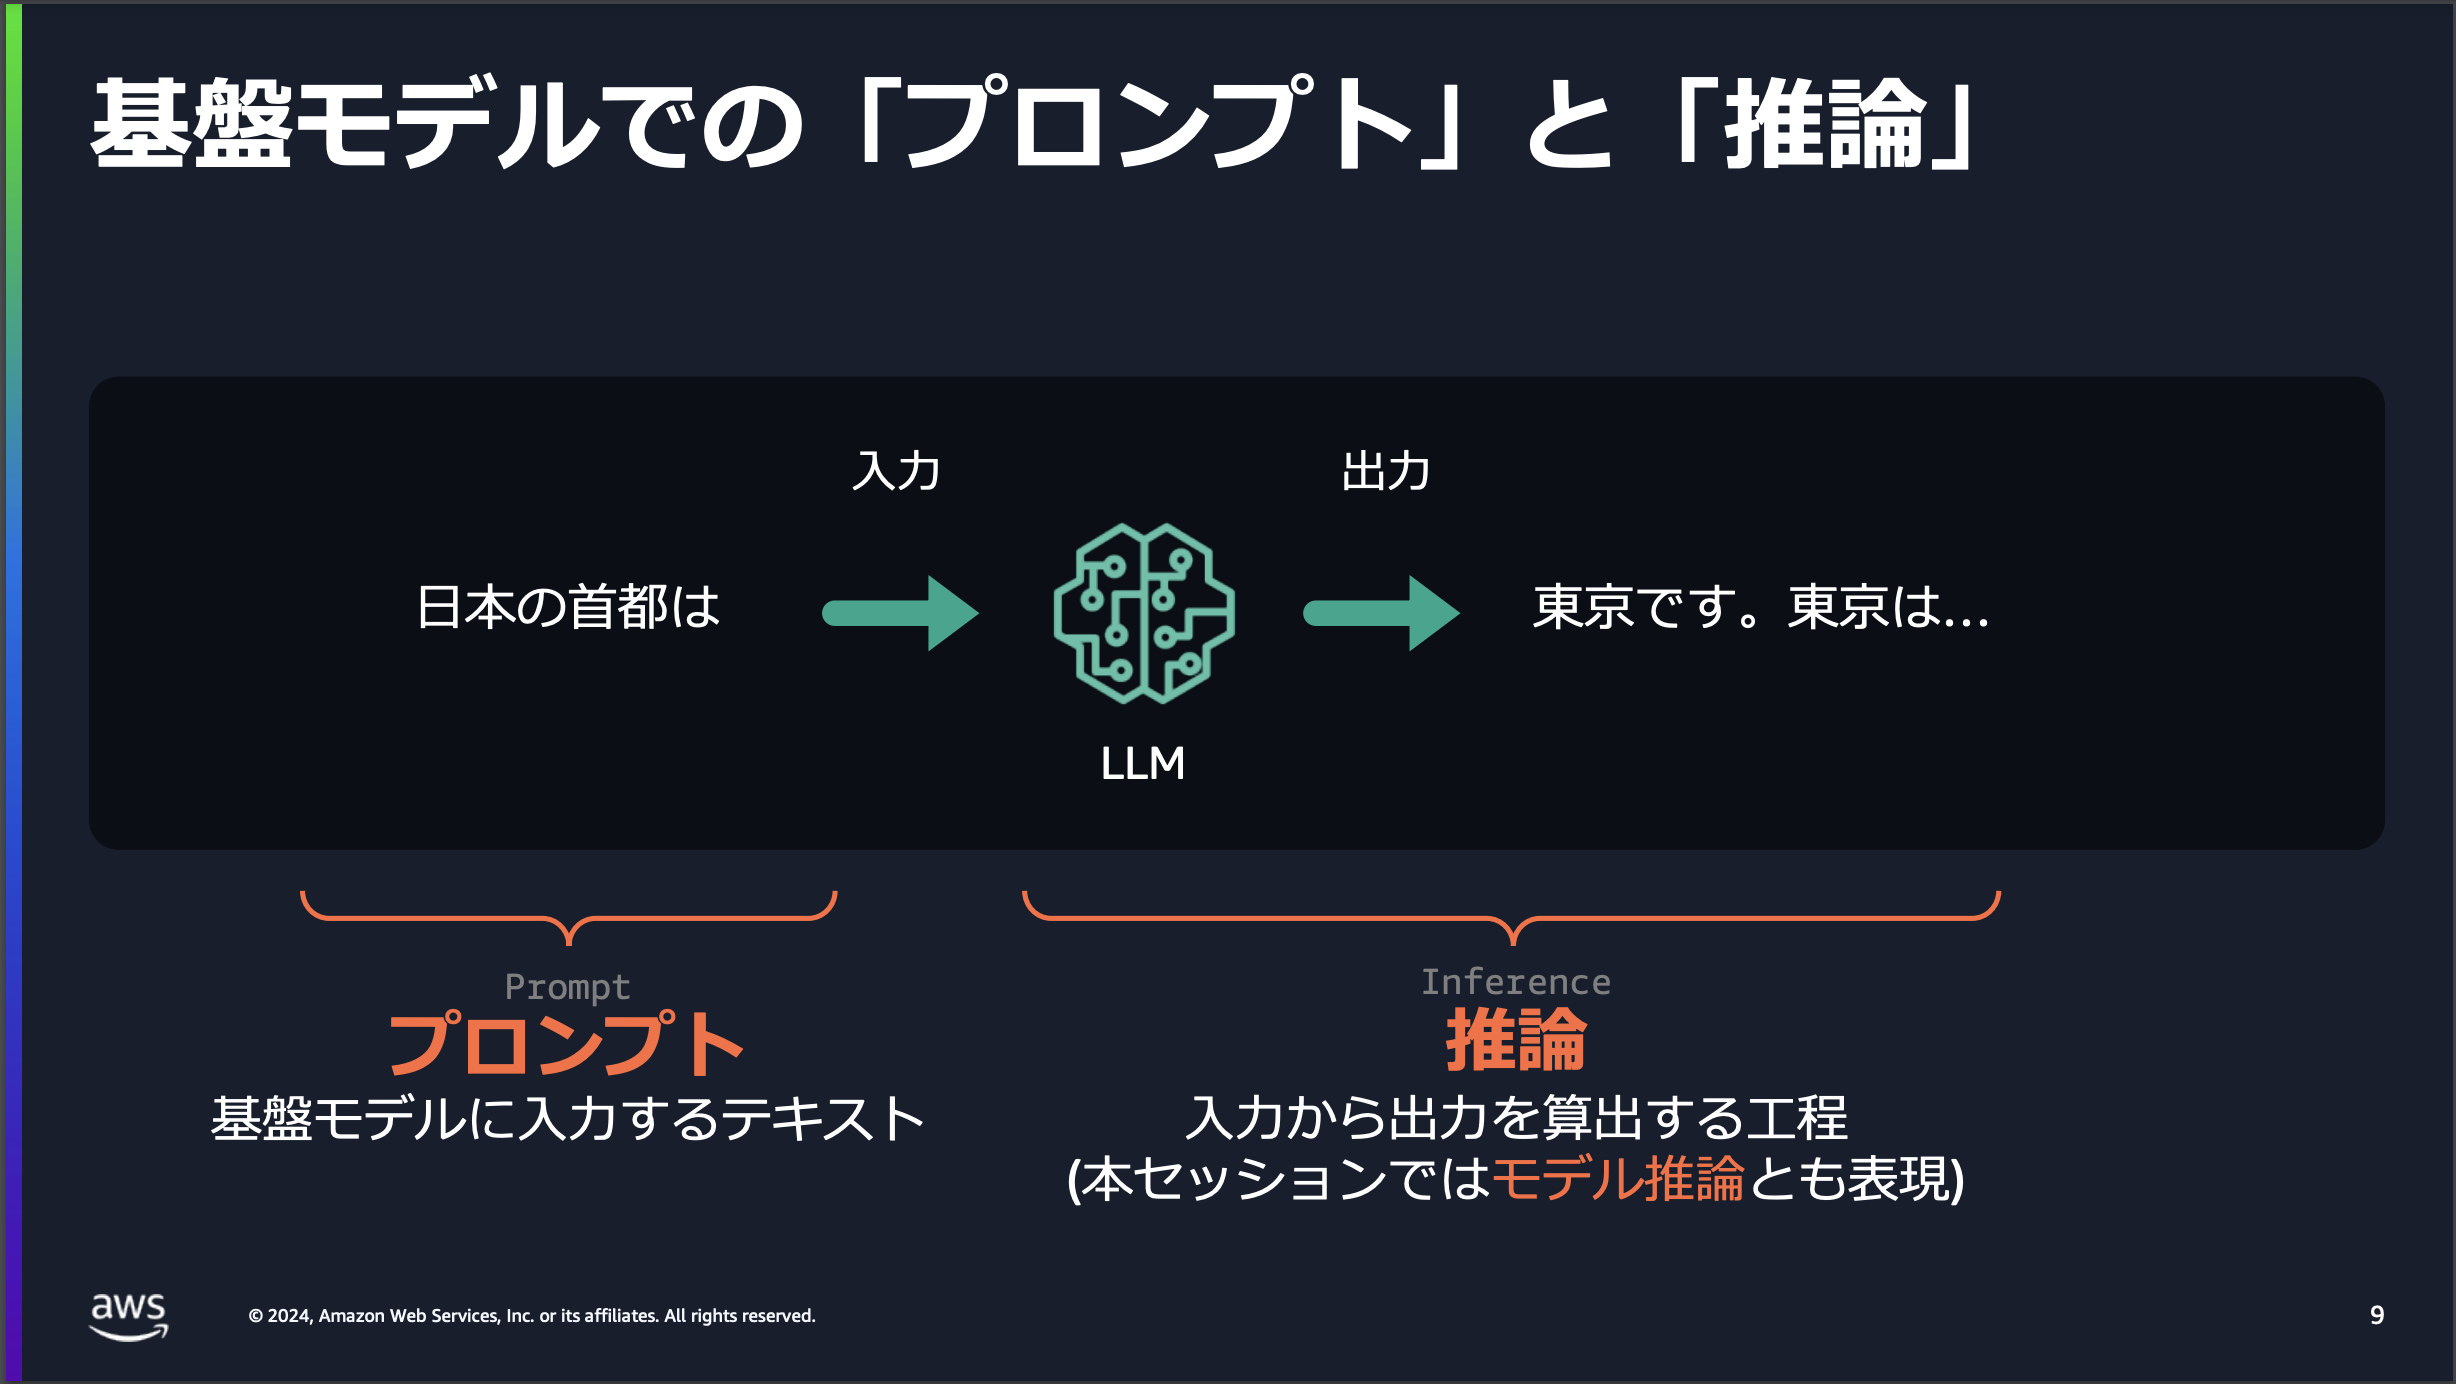 基盤モデルでの「プロンプト」と「推論」
入力
出力
日本の首都は
東京です。東京は...
LLM
Prompt
プロンプト
基盤モデルに入力するテキスト
Inference
推論
入力から出力を算出する工程
(本セッションではモデル推論とも表現)
aws
© 2024, Amazon Web Services, Inc. or its affiliates. All rights reserved.
9